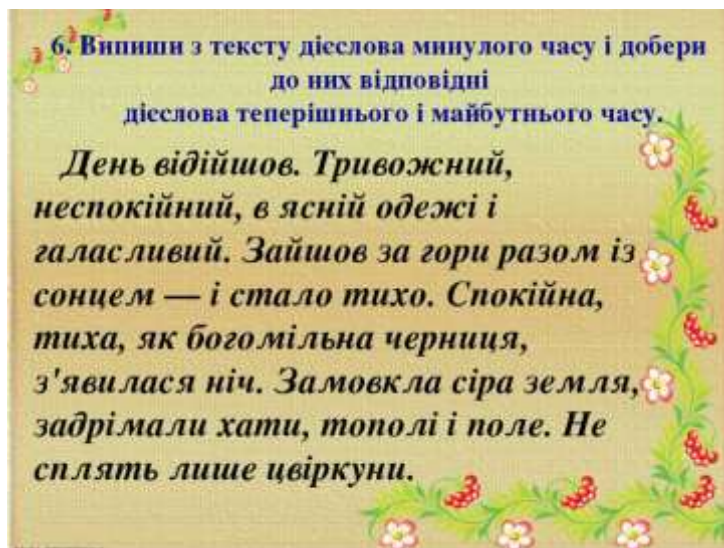 6. Випиши з тексту дієслова минулого часу і добери
до них відповідні
дієслова теперішнього і майбутнього часу.
День відійшов. Тривожний,
неспокійний, в ясній одежі і
галасливий. Зайшов за гори разом із
сонцем — і стало тихо. Спокійна,
тиха, як богомільна черниця,
з'явилася ніч. Замовкла сіра земля,
задрімали хати, тополі і поле. Не
сплять лише цвіркуни.